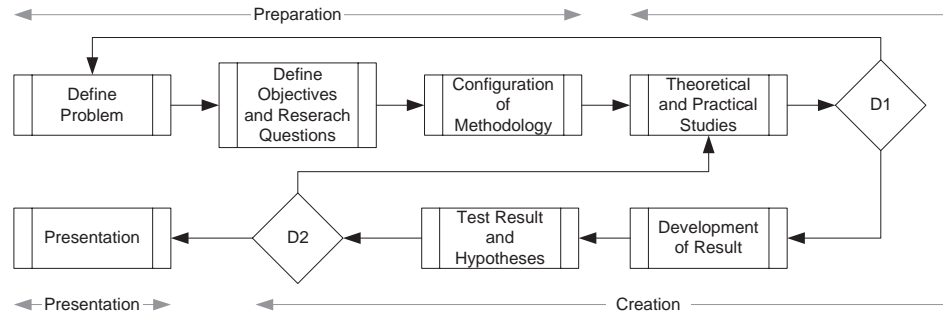 Preparation
Define
Problem
Define
Objectives
and Reserach
Questions
Configuration
of
Methodology
Theoretical
and Practical
Studies
D1
Presentation
D2
Test Result
and
Hypotheses
Development
of Result
Presentation
Creation